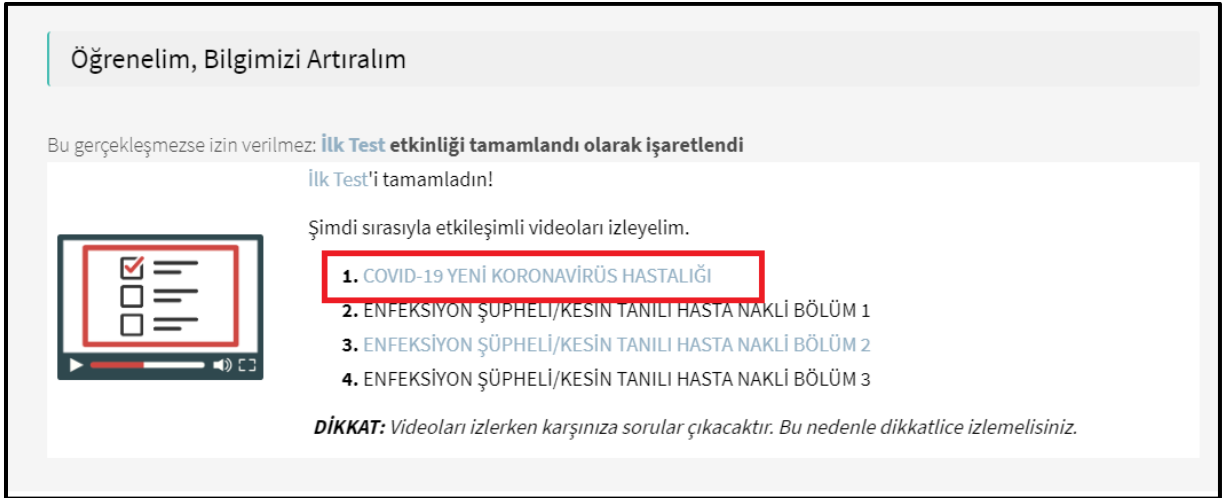 Öğrenelim, Bilgimizi Artıralım
Bu gerçekleşmezse izin verilmez: İlk Test etkinliği tamamlandı olarak işaretlendi
İlk Test'i tamamladın!
Şimdi sırasıyla etkileşimli videoları izleyelim.
1. COVID-19 YENİ KORONAVİRÜS HASTALIĞI
2. ENFEKSİYON ŞÜPHELİ/KESİN TANILI HASTA NAKLİ BÖLÜM 1
3. ENFEKSİYON ŞÜPHELİ/KESİN TANILI HASTA NAKLİ BÖLÜM 2
4. ENFEKSİYON ŞÜPHELİ/KESİN TANILI HASTA NAKLİ BÖLÜM 3
DİKKAT: Videoları izlerken karşınıza sorular çıkacaktır. Bu nedenle dikkatlice izlemelisiniz.